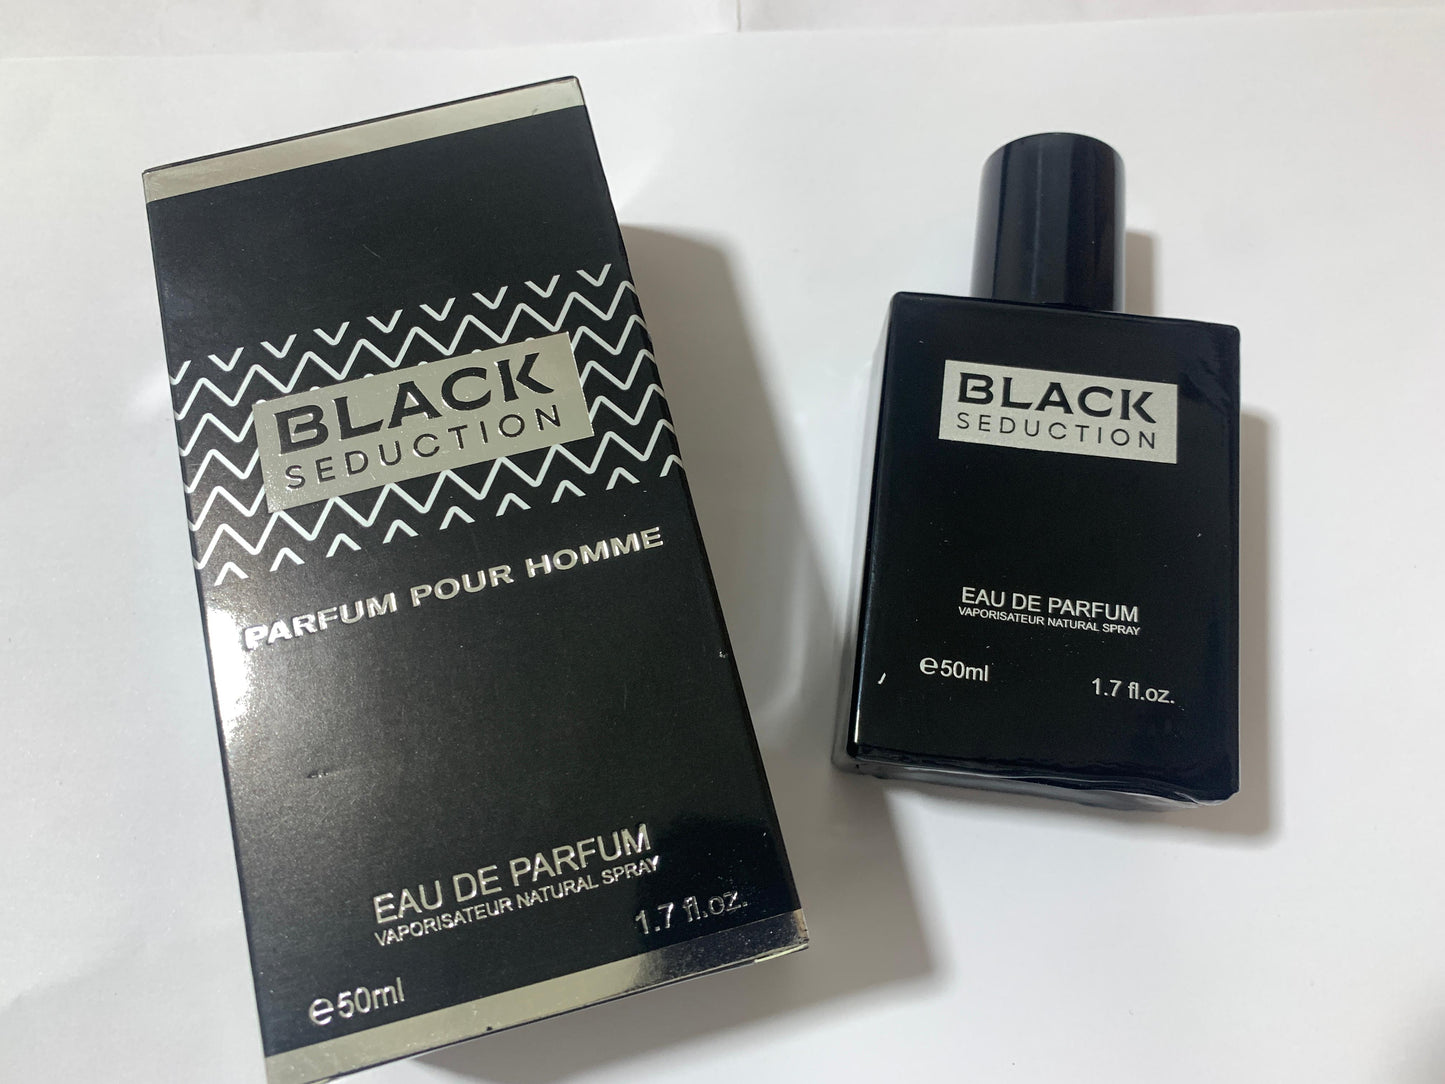 BLACK
SEDUCTION
PARFUM POUR HOMME
EAU DE PARFUM
VAPORISATEUR NATURAL SPRAY
1.7 fl.oz.
℮50ml
BLACK
SEDUCTION
EAU DE PARFUM
VAPORISATEUR NATURAL SPRAY
℮50ml
1.7 fl.oz.